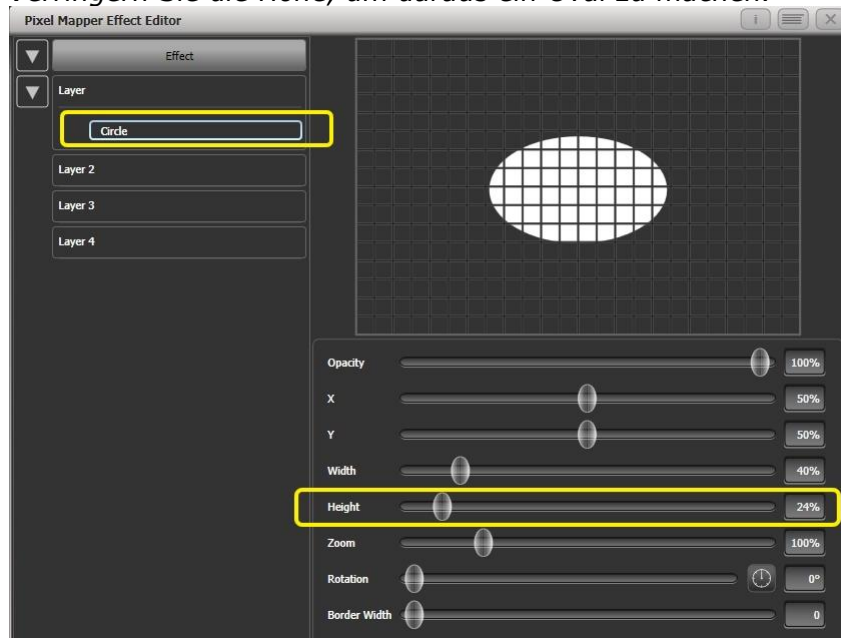 Verringern Sie die Höhe, um daraus ein Oval zu machen.
Pixel Mapper Effect Editor
i
Effect
Layer
Circle
Layer 2
Layer 3
Layer 4
Opacity 100%
X 50%
Y 50%
Width 40%
Height 24%
Zoom 100%
Rotation 0°
Border Width 0